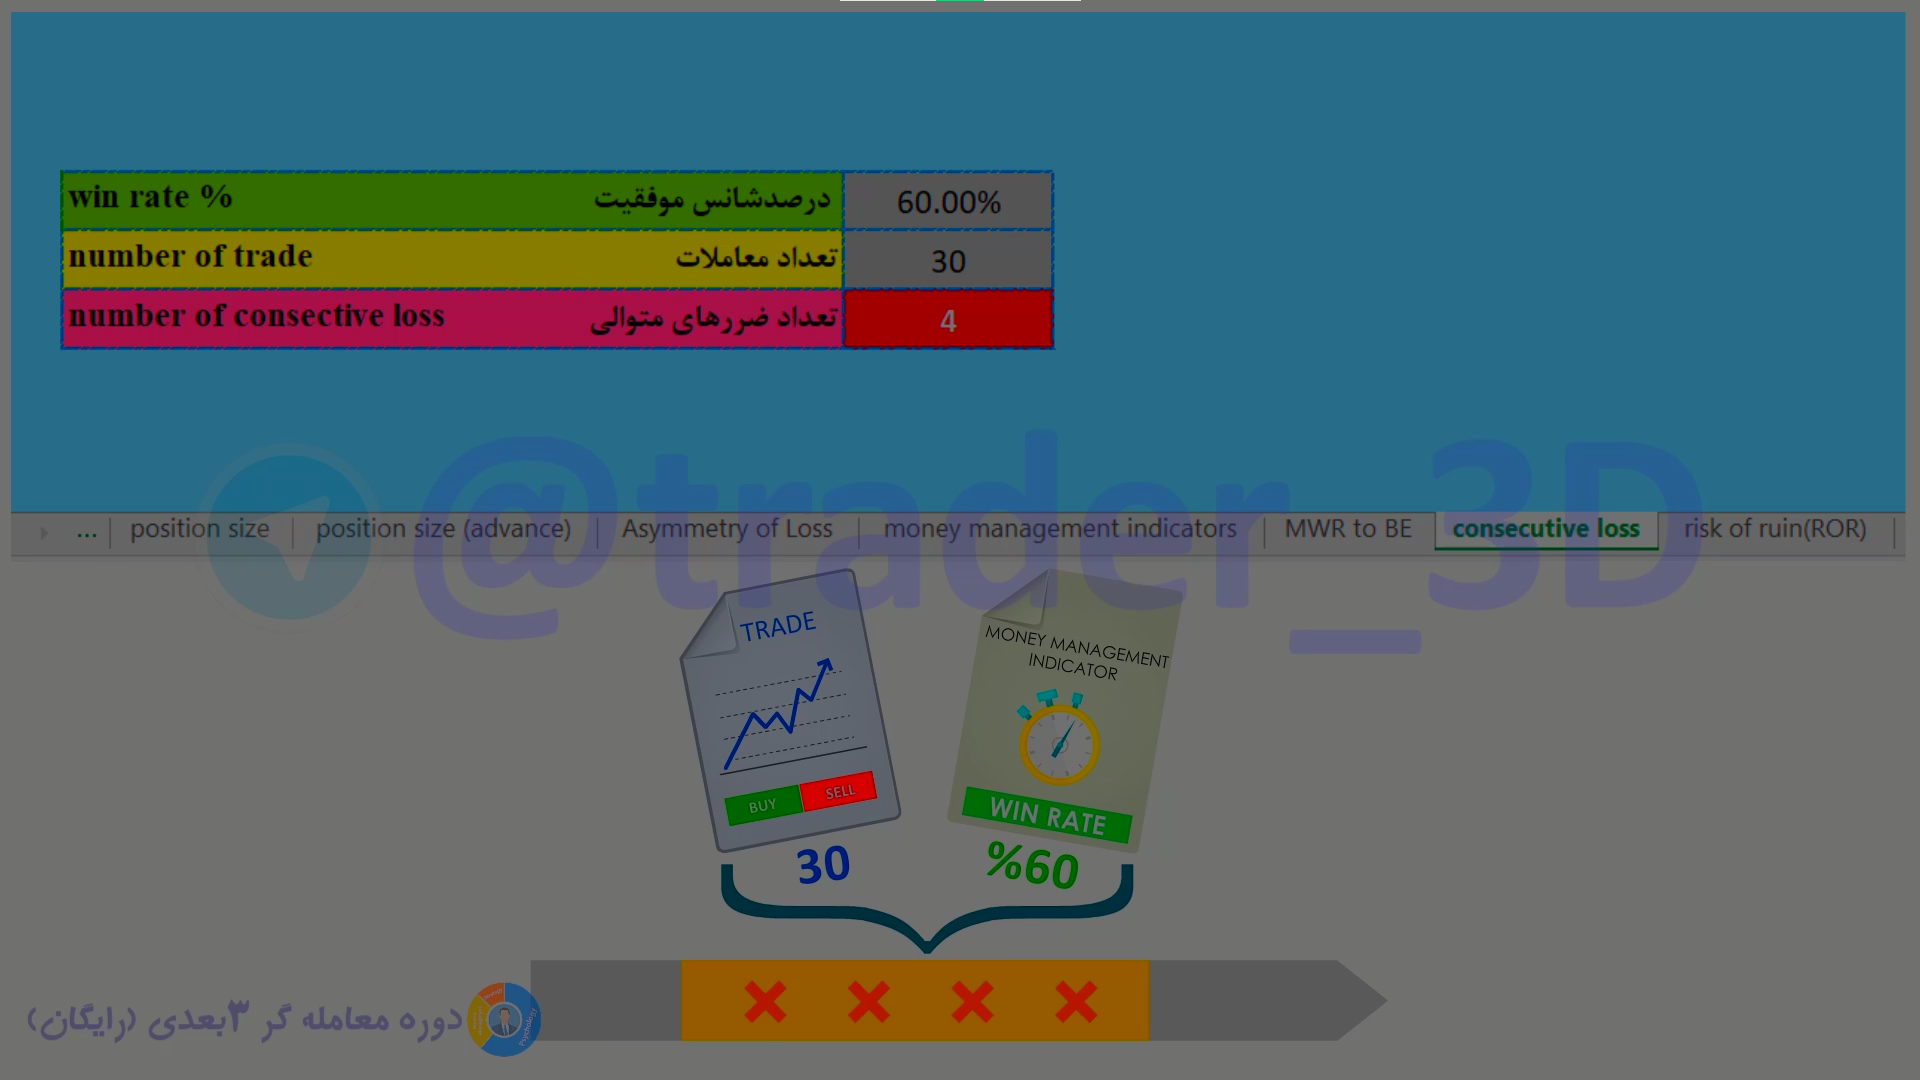 win rate % درصدشانس موفقیت 60.00%
number of trade تعداد معاملات 30
number of consective loss تعداد ضررهای متوالی 4
@trader_3D
... position size position size (advance) Asymmetry of Loss money management indicators MWR to BE consecutive loss risk of ruin(ROR)
TRADE
BUY SELL
30
MONEY MANAGEMENT
INDICATOR
WIN RATE
%60
دوره معامله گر ۳بعدی (رایگان)
Psychology